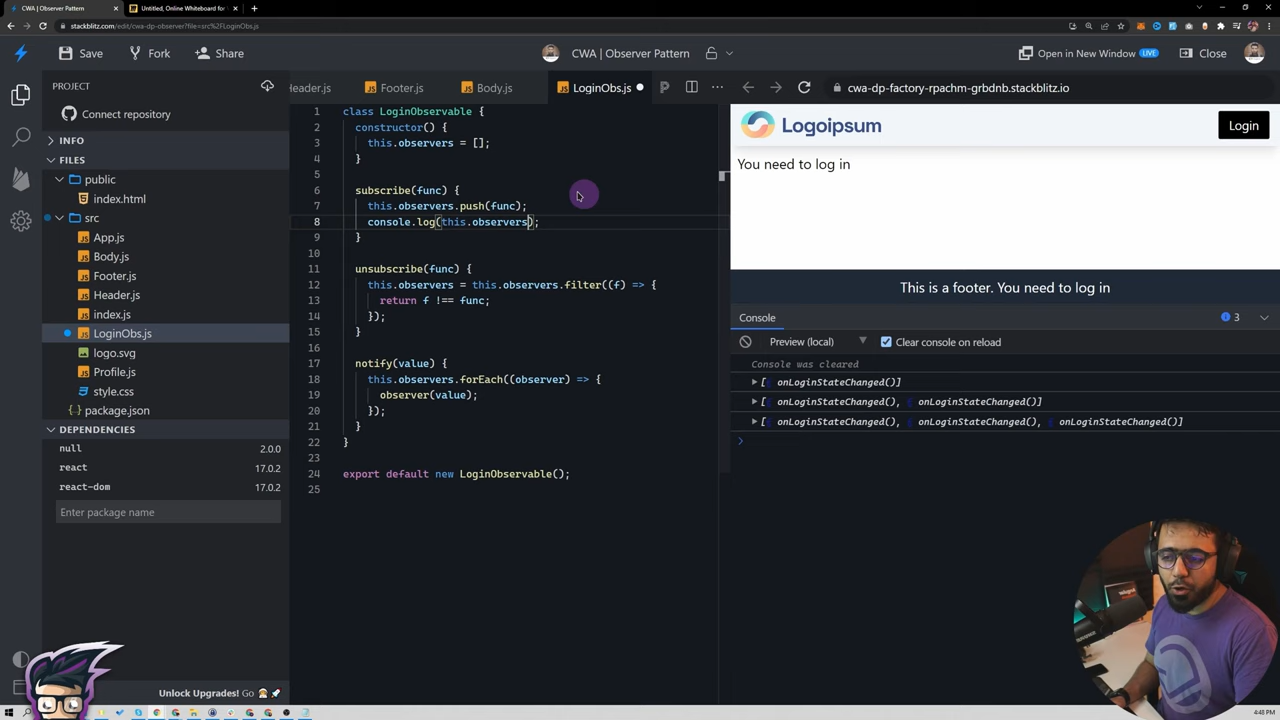 CWA | Observer Pattern
Untitled, Online Whiteboard for
stackblitz.com/edit/cwa-dp-observer?file=src%2FLoginObs.js
Save
Fork
Share
CWA | Observer Pattern
Open in New Window LIVE
Close
PROJECT
Connect repository
INFO
FILES
public
index.html
src
App.js
Body.js
Footer.js
Header.js
index.js
LoginObs.js
logo.svg
Profile.js
style.css
package.json
DEPENDENCIES
null 2.0.0
react 17.0.2
react-dom 17.0.2
Enter package name
Unlock Upgrades! Go
Header.js
Footer.js
Body.js
LoginObs.js
1 class LoginObservable {
2 constructor() {
3 this.observers = [];
4 }
5
6 subscribe(func) {
7 this.observers.push(func);
8 console.log(this.observers);
9 }
10
11 unsubscribe(func) {
12 this.observers = this.observers.filter((f) => {
13 return f !== func;
14 });
15 }
16
17 notify(value) {
18 this.observers.forEach((observer) => {
19 observer(value);
20 });
21 }
22 }
23
24 export default new LoginObservable();
25
cwa-dp-factory-rpachm-grbdnb.stackblitz.io
Logoipsum
Login
You need to log in
This is a footer. You need to log in
Console
3
Preview (local)
Clear console on reload
Console was cleared
[ onLoginStateChanged()]
[ onLoginStateChanged(), onLoginStateChanged()]
[ onLoginStateChanged(), onLoginStateChanged(), onLoginStateChanged()]
4:48 PM